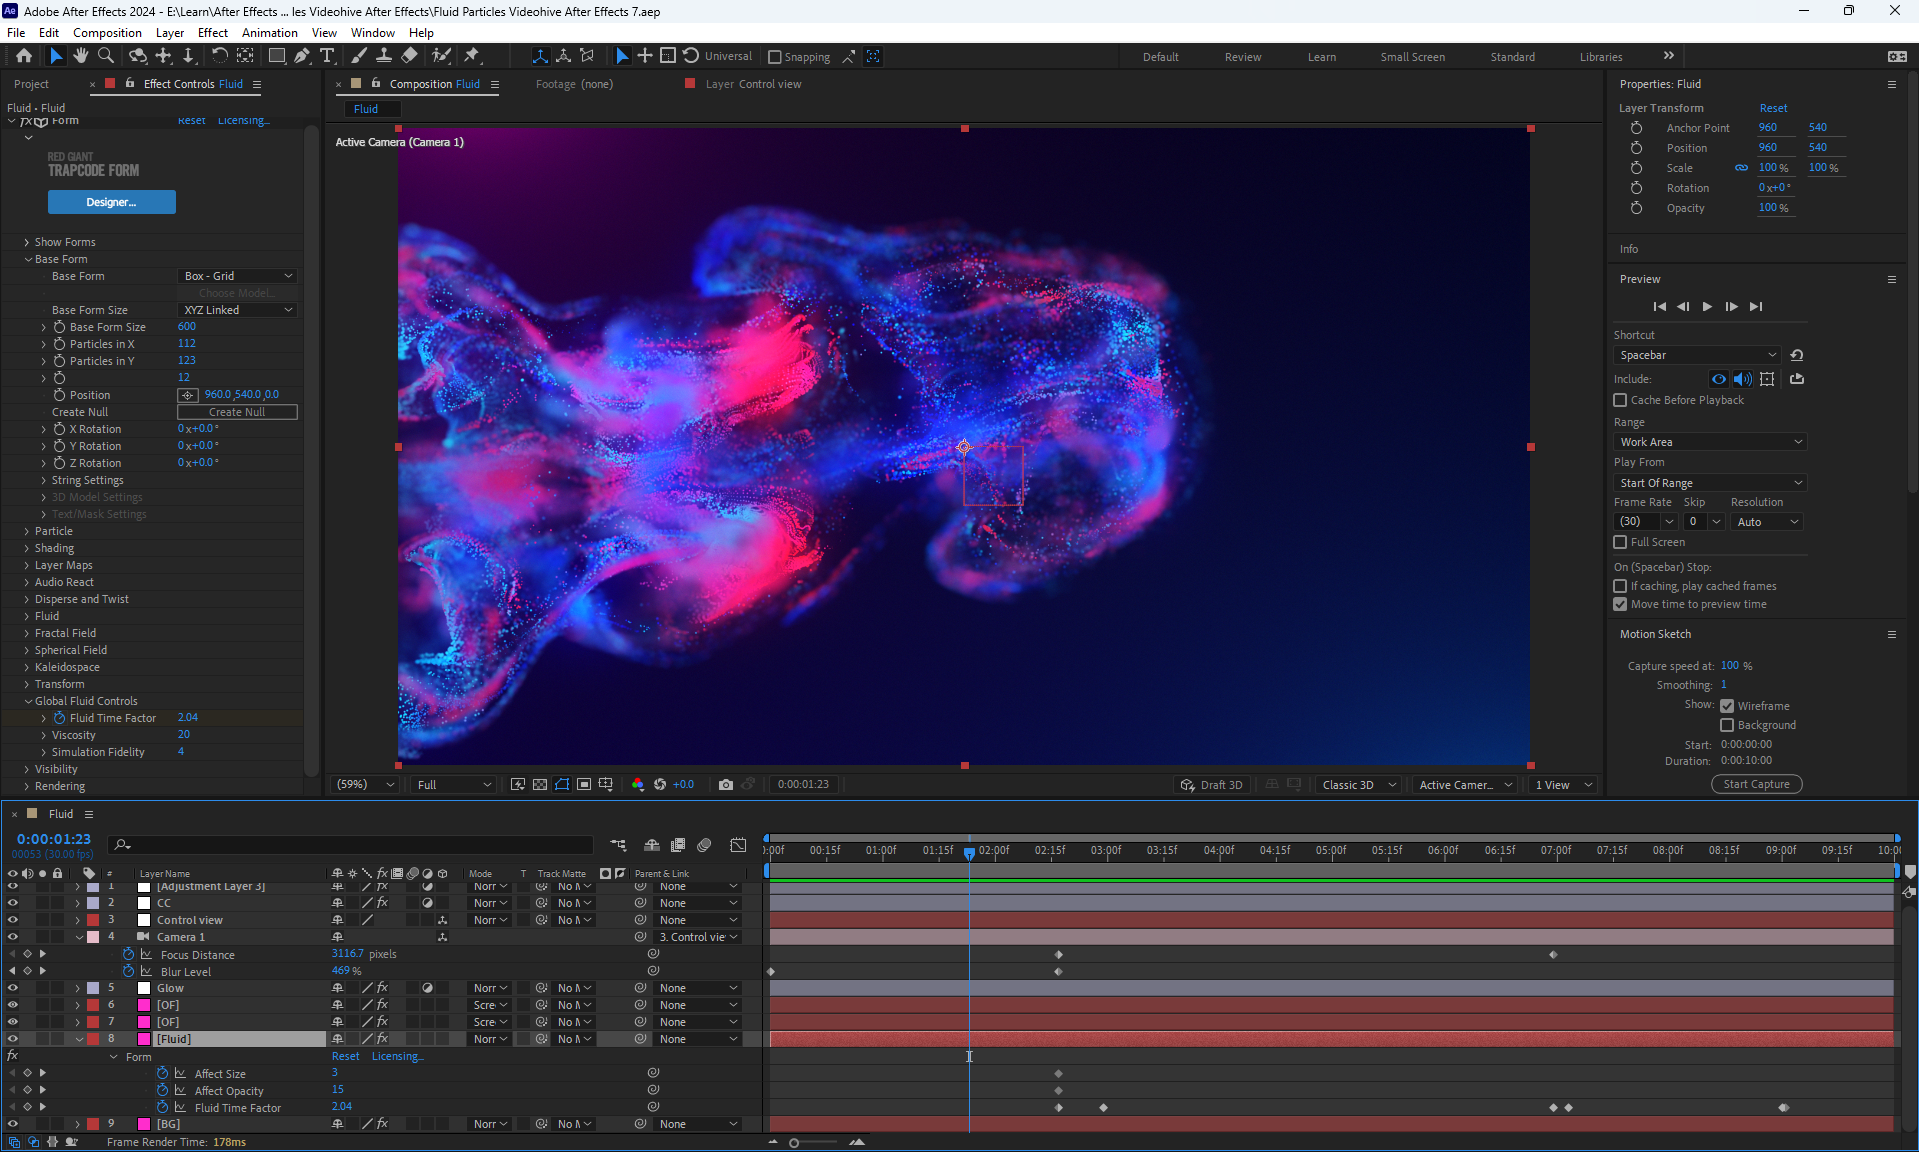 Adobe After Effects 2024 - E:\Learn\After Effects ... les Videohive After Effects\Fluid Particles Videohive After Effects 7.aep
File Edit Composition Layer Effect Animation View Window Help
Universal Snapping Default Review Learn Small Screen Standard Libraries
Project Effect Controls Fluid
Fluid • Fluid
Form Reset Licensing...
RED GIANT
TRAPCODE FORM
Designer...
Show Forms
Base Form
Base Form Box - Grid
Choose Model...
Base Form Size XYZ Linked
Base Form Size 600
Particles in X 112
Particles in Y 123
12
Position 960.0,540.0,0.0
Create Null Create Null
X Rotation 0x+0.0°
Y Rotation 0x+0.0°
Z Rotation 0x+0.0°
String Settings
3D Model Settings
Text/Mask Settings
Particle
Shading
Layer Maps
Audio React
Disperse and Twist
Fluid
Fractal Field
Spherical Field
Kaleidospace
Transform
Global Fluid Controls
Fluid Time Factor 2.04
Viscosity 20
Simulation Fidelity 4
Visibility
Rendering
Composition Fluid Footage (none) Layer Control view
Fluid
Active Camera (Camera 1)
(59%) Full +0.0 0:00:01:23 Draft 3D Classic 3D Active Camer... 1 View
Properties: Fluid
Layer Transform Reset
Anchor Point 960 540
Position 960 540
Scale 100 % 100 %
Rotation 0x+0°
Opacity 100 %
Info
Preview
Shortcut
Spacebar
Include:
Cache Before Playback
Range
Work Area
Play From
Start Of Range
Frame Rate Skip Resolution
(30) 0 Auto
Full Screen
On (Spacebar) Stop:
If caching, play cached frames
Move time to preview time
Motion Sketch
Capture speed at: 100 %
Smoothing: 1
Show: Wireframe
Background
Start: 0:00:00:00
Duration: 0:00:10:00
Start Capture
Fluid
0:00:01:23
00053 (30.00 fps)
:00f 00:15f 01:00f 01:15f 02:00f 02:15f 03:00f 03:15f 04:00f 04:15f 05:00f 05:15f 06:00f 06:15f 07:00f 07:15f 08:00f 08:15f 09:00f 09:15f 10:0
# Layer Name Mode T Track Matte Parent & Link
1 [Adjustment Layer 3] Norr No M None
2 CC Norr No M None
3 Control view Norr No M None
4 Camera 1 3. Control vie
Focus Distance 3116.7 pixels
Blur Level 469 %
5 Glow Norr No M None
6 [OF] Scre No M None
7 [OF] Scre No M None
8 [Fluid] Norr No M None
Form Reset Licensing...
Affect Size 3
Affect Opacity 15
Fluid Time Factor 2.04
9 [BG] Norr No M None
Frame Render Time: 178ms